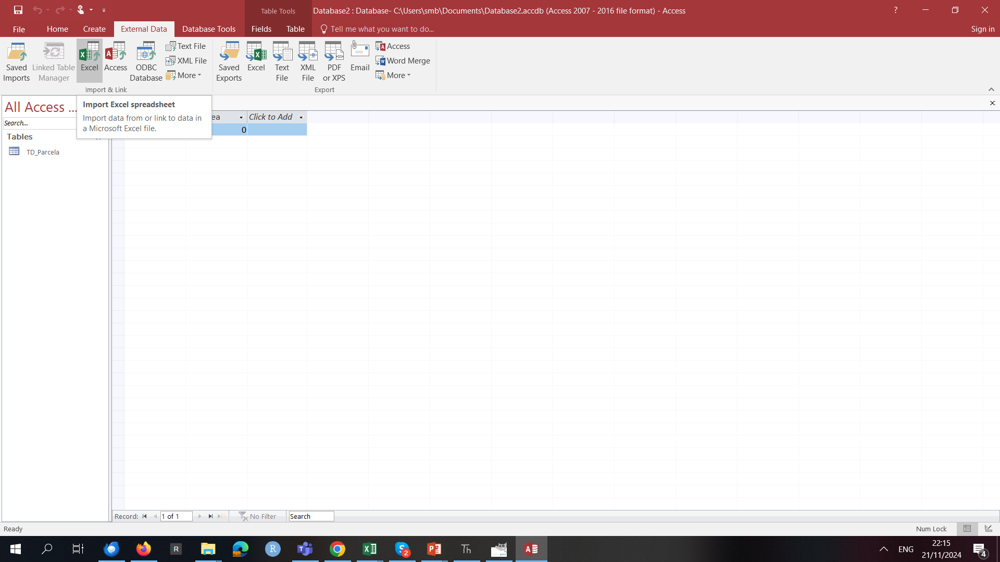 Table Tools
Database2 : Database- C:\Users\smb\Documents\Database2.accdb (Access 2007 - 2016 file format) - Access
?
File
Home
Create
External Data
Database Tools
Fields
Table
Tell me what you want to do...
Sign in
Saved Imports
Linked Table Manager
Excel
Access
ODBC Database
Text File
XML File
More
Import & Link
Saved Exports
Excel
Text File
XML File
PDF or XPS
Email
Access
Word Merge
More
Export
All Access ...
Search...
Tables
TD_Parcela
Import Excel spreadsheet
Import data from or link to data in
a Microsoft Excel file.
ea
Click to Add
0
Record:
1 of 1
No Filter
Search
Ready
Num Lock
R
R
Th
2
ENG
22:15
21/11/2024
4